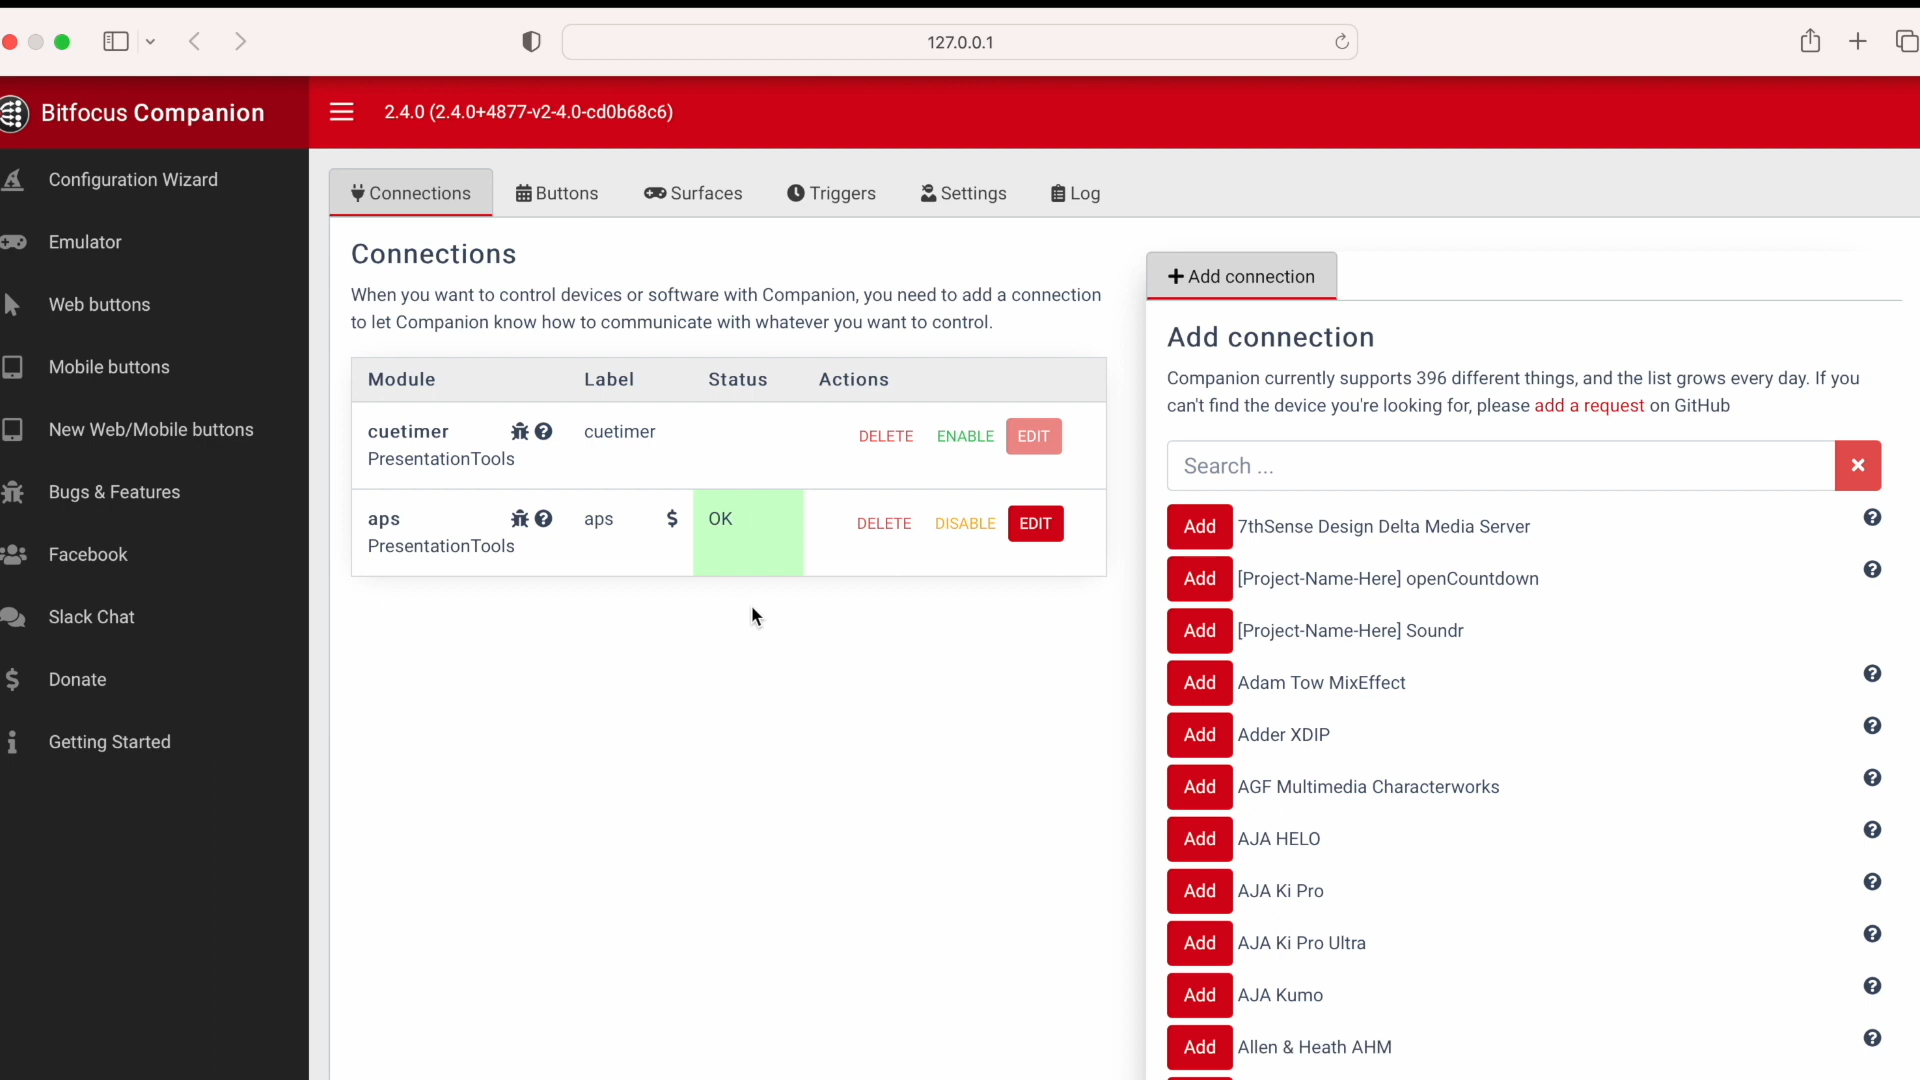 127.0.0.1
Bitfocus Companion
2.4.0 (2.4.0+4877-v2-4.0-cd0b68c6)
Configuration Wizard
Emulator
Web buttons
Mobile buttons
New Web/Mobile buttons
Bugs & Features
Facebook
Slack Chat
Donate
Getting Started
Connections
Buttons
Surfaces
Triggers
Settings
Log
Connections
When you want to control devices or software with Companion, you need to add a connection
to let Companion know how to communicate with whatever you want to control.
Module Label Status Actions
cuetimer cuetimer DELETE ENABLE EDIT
PresentationTools
aps aps $ OK DELETE DISABLE EDIT
PresentationTools
+ Add connection
Add connection
Companion currently supports 396 different things, and the list grows every day. If you
can't find the device you're looking for, please add a request on GitHub
Search ...
Add 7thSense Design Delta Media Server
Add [Project-Name-Here] openCountdown
Add [Project-Name-Here] Soundr
Add Adam Tow MixEffect
Add Adder XDIP
Add AGF Multimedia Characterworks
Add AJA HELO
Add AJA Ki Pro
Add AJA Ki Pro Ultra
Add AJA Kumo
Add Allen & Heath AHM